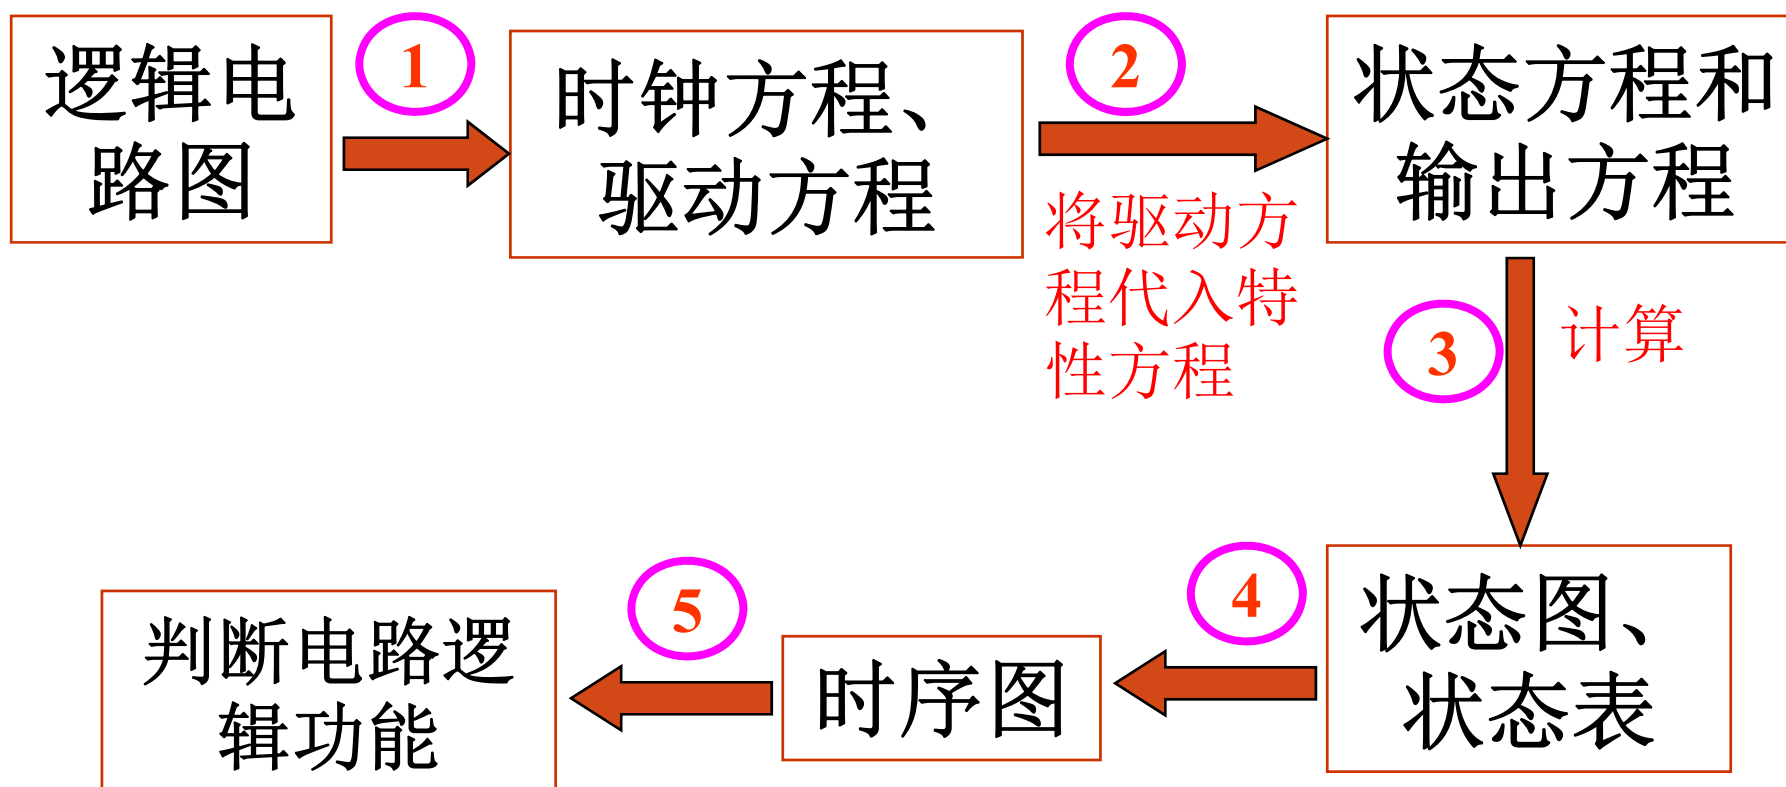 逻辑电
路图
1
时钟方程、
驱动方程
2
将驱动方
程代入特
性方程
状态方程和
输出方程
3
计算
状态图、
状态表
4
时序图
5
判断电路逻
辑功能